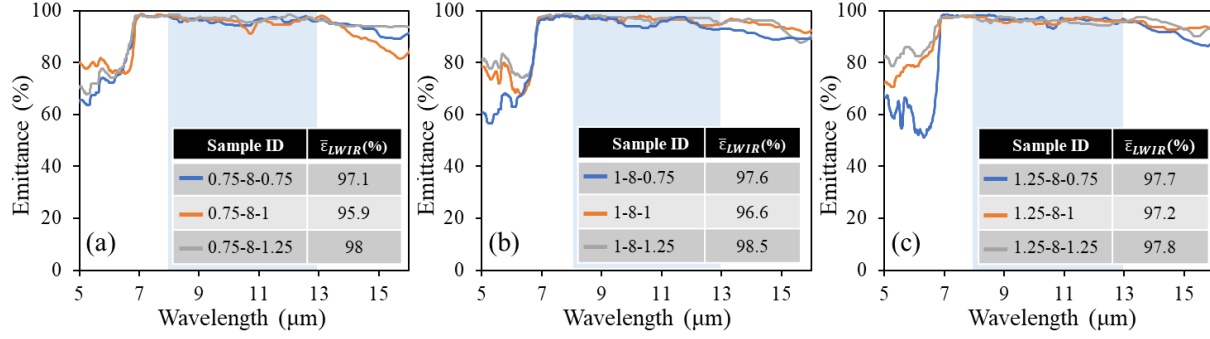 100
80
60
40
20
0
Emittance (%)
(a)
Sample ID ε̅LWIR(%)
0.75-8-0.75 97.1
0.75-8-1 95.9
0.75-8-1.25 98
5 7 9 11 13 15
Wavelength (μm)
100
80
60
40
20
0
Emittance (%)
(b)
Sample ID ε̅LWIR(%)
1-8-0.75 97.6
1-8-1 96.6
1-8-1.25 98.5
5 7 9 11 13 15
Wavelength (μm)
100
80
60
40
20
0
Emittance (%)
(c)
Sample ID ε̅LWIR(%)
1.25-8-0.75 97.7
1.25-8-1 97.2
1.25-8-1.25 97.8
5 7 9 11 13 15
Wavelength (μm)